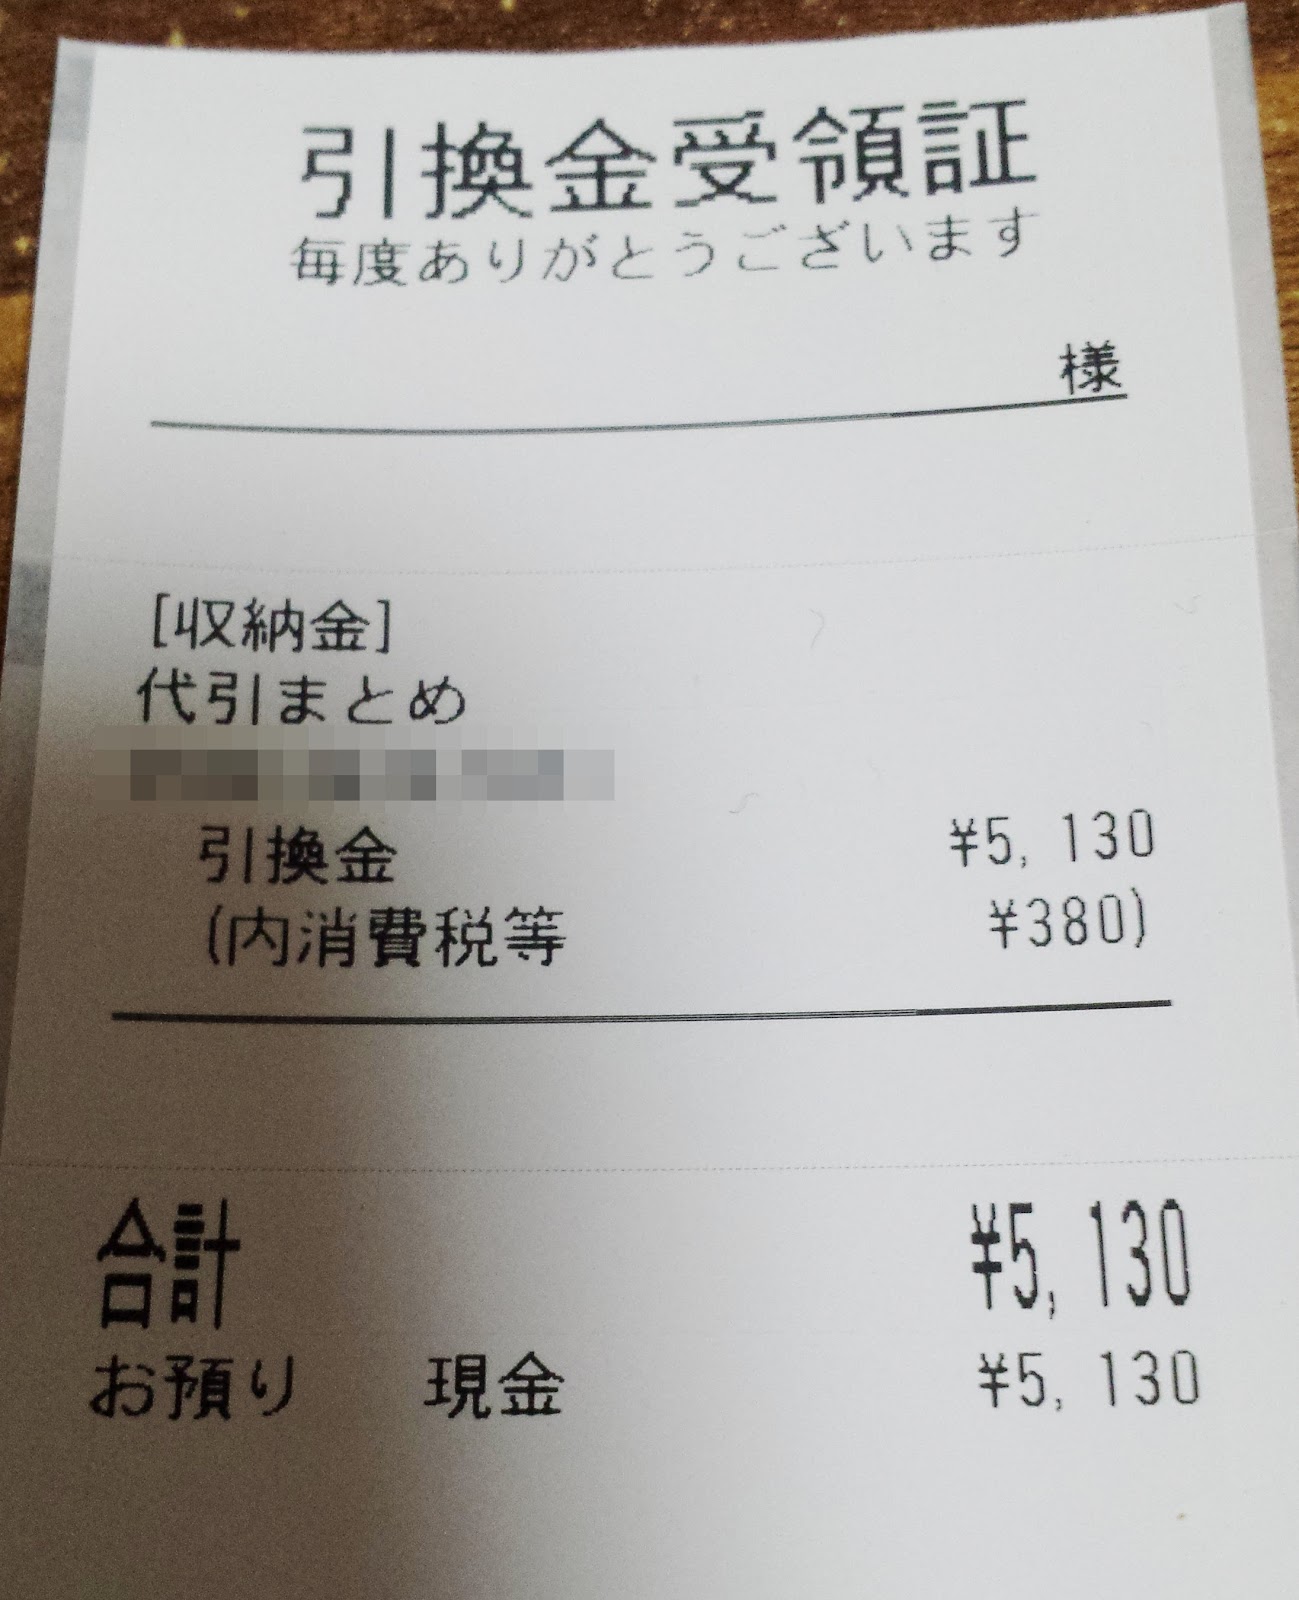 引換金受領証
毎度ありがとうございます
様
[収納金]
代引まとめ
引換金 ¥5,130
(内消費税等 ¥380)
合計 ¥5,130
お預り 現金 ¥5,130